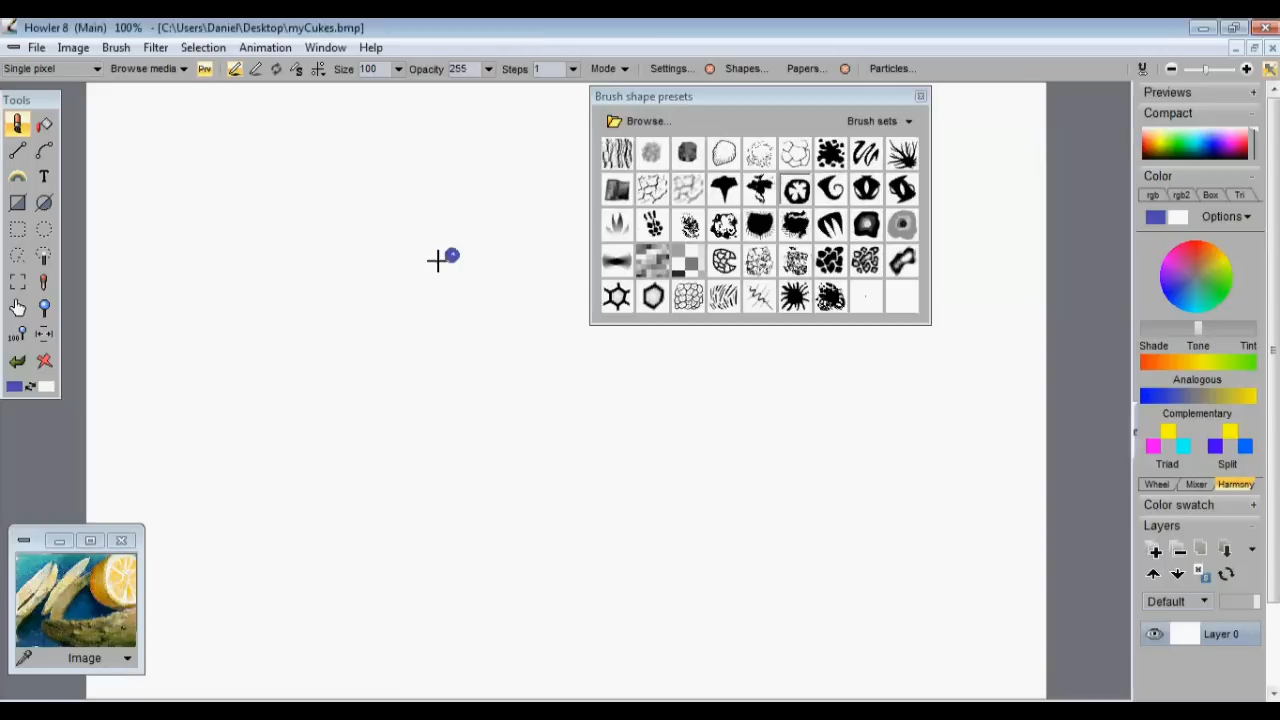 Howler 8 (Main) 100% - [C:\Users\Daniel\Desktop\myCukes.bmp]
File Image Brush Filter Selection Animation Window Help
Single pixel Browse media Prv Size 100 Opacity 255 Steps 1 Mode Settings... Shapes... Papers... Particles...
Tools
Brush shape presets
Browse... Brush sets
T
100
Image
Previews
Compact
Color
rgb rgb2 Box Tri
Options
Shade Tone Tint
Analogous
Complementary
Triad Split
Wheel Mixer Harmony
Color swatch
Layers
Default
Layer 0